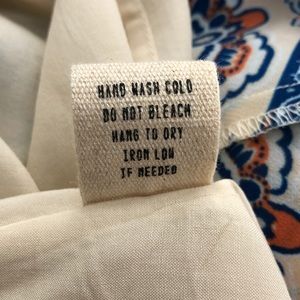 HAND WASH COLD
DO NOT BLEACH
HANG TO DRY
IRON LOW
IF NEEDED